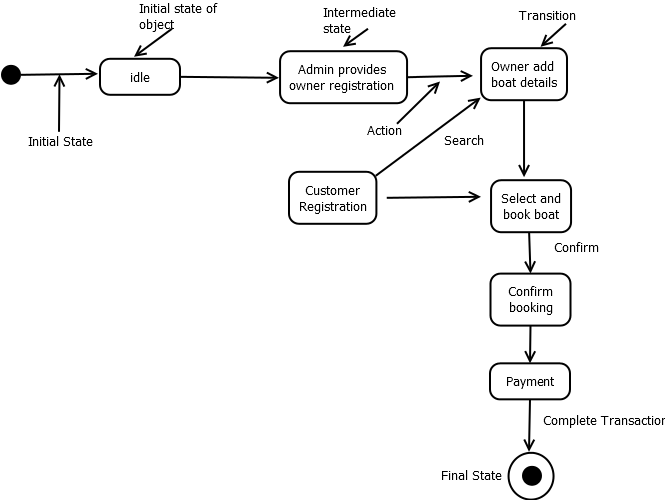 Initial state of
object
Intermediate
state
Transition
idle
Admin provides
owner registration
Owner add
boat details
Initial State
Action
Search
Customer
Registration
Select and
book boat
Confirm
Confirm
booking
Payment
Complete Transaction
Final State